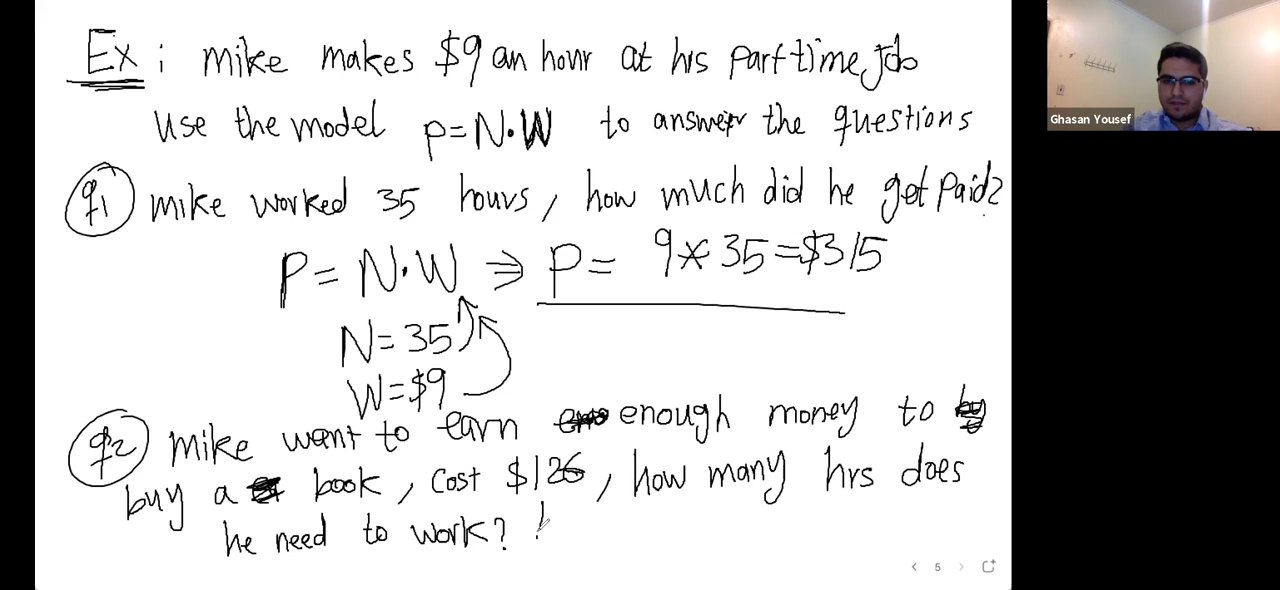 Ex: Mike makes $9 an hour at his part time job
Use the model P=N·W to answer the questions
q1 Mike worked 35 hours, how much did he get paid?
P=N·W ⇒ P= 9*35=$315
N=35
W=$9
q2 Mike want to earn enough money to
buy a book, cost $126, how many hrs does
he need to work?
Ghasan Yousef
5